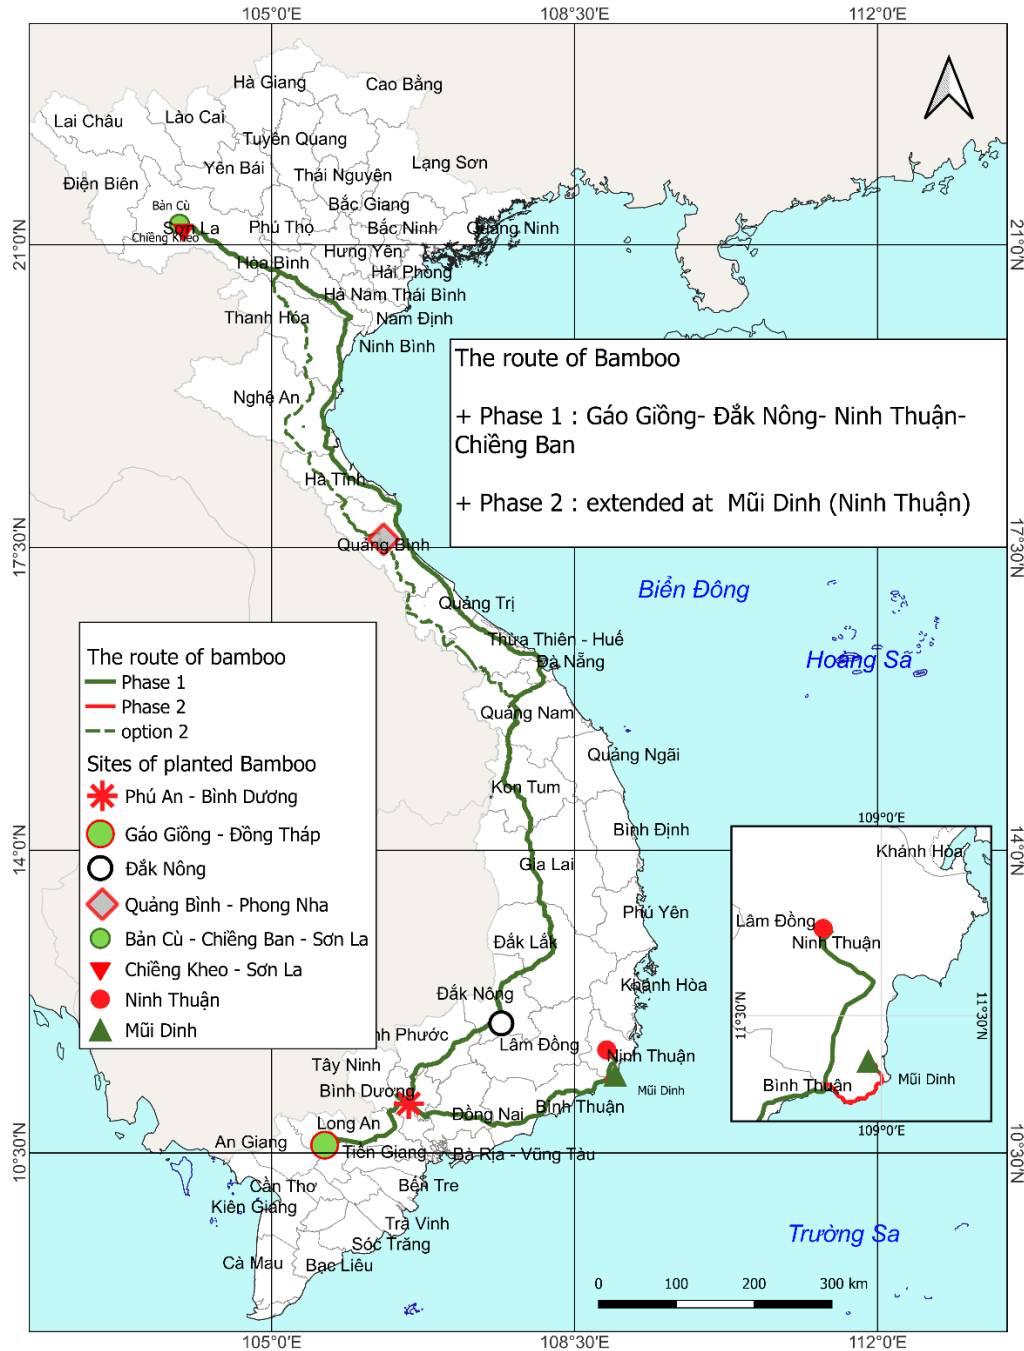 105°0'E 108°30'E 112°0'E
Hà Giang
Cao Bằng
Lai Châu
Lào Cai
Tuyên Quang
Lạng Sơn
Yên Bái
Thái Nguyên
Điện Biên
Bắc Giang
Bản Cù
Sơn La
Phú Thọ
Bắc Ninh
Quảng Ninh
Chiềng Kheo
21°0'N
21°0'N
Hưng Yên
Hòa Bình
Hải Phòng
Hà Nam Thái Bình
Thanh Hóa
Nam Định
Ninh Bình
The route of Bamboo
+ Phase 1 : Gáo Giồng- Đắk Nông- Ninh Thuận-
Chiềng Ban
+ Phase 2 : extended at Mũi Dinh (Ninh Thuận)
Nghệ An
Hà Tĩnh
17°30'N
17°30'N
Quảng Bình
Biển Đông
Quảng Trị
Thừa Thiên - Huế
Đà Nẵng
Hoàng Sa
The route of bamboo
Phase 1
Phase 2
option 2
Sites of planted Bamboo
Phú An - Bình Dương
Gáo Giồng - Đồng Tháp
Đắk Nông
Quảng Bình - Phong Nha
Bản Cù - Chiềng Ban - Sơn La
Chiềng Kheo - Sơn La
Ninh Thuận
Mũi Dinh
Quảng Nam
Quảng Ngãi
Kon Tum
Bình Định
14°0'N
14°0'N
Gia Lai
Phú Yên
Đắk Lắk
Khánh Hòa
Đắk Nông
nh Phước
Lâm Đồng
Tây Ninh
Ninh Thuận
Bình Dương
Mũi Dinh
Bình Thuận
Đồng Nai
Long An
An Giang
Tiền Giang
Bà Rịa - Vũng Tàu
10°30'N
10°30'N
Cần Thơ
Bến Tre
Kiên Giang
Trà Vinh
Sóc Trăng
Cà Mau
Bạc Liêu
109°0'E
Khánh Hòa
Lâm Đồng
Ninh Thuận
11°30'N
11°30'N
Bình Thuận
Mũi Dinh
109°0'E
Trường Sa
0 100 200 300 km
105°0'E 108°30'E 112°0'E